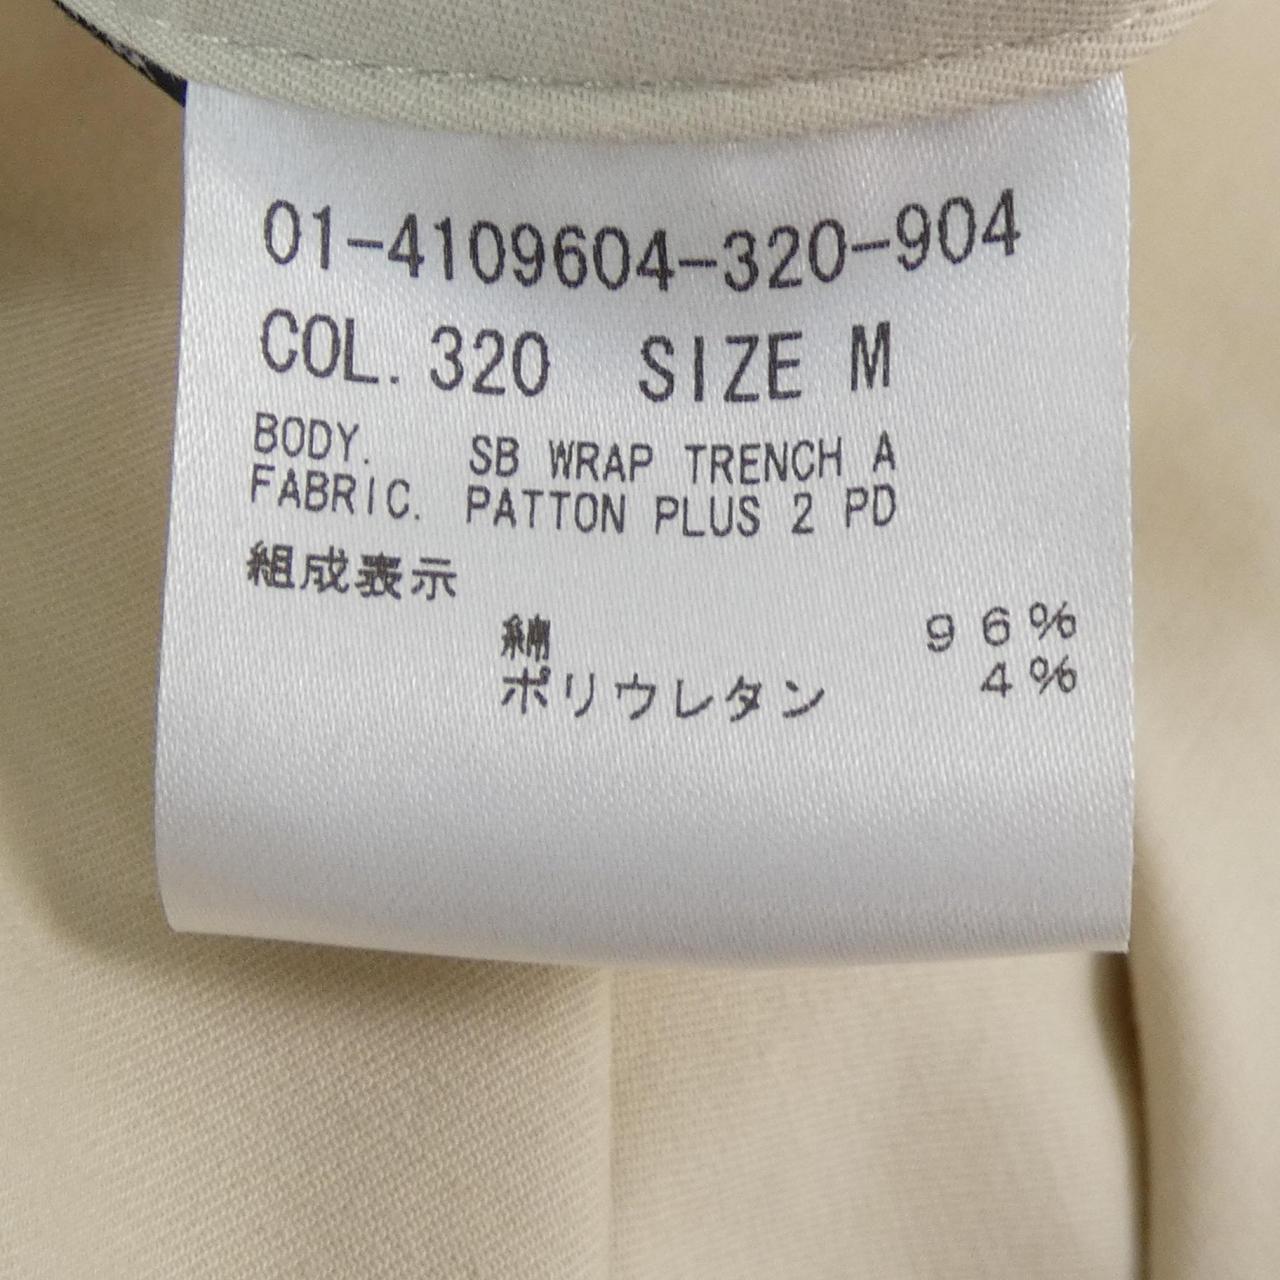 01-4109604-320-904
COL. 320 SIZE M
BODY. SB WRAP TRENCH A
FABRIC. PATTON PLUS 2 PD
組成表示
綿 96%
ポリウレタン 4%